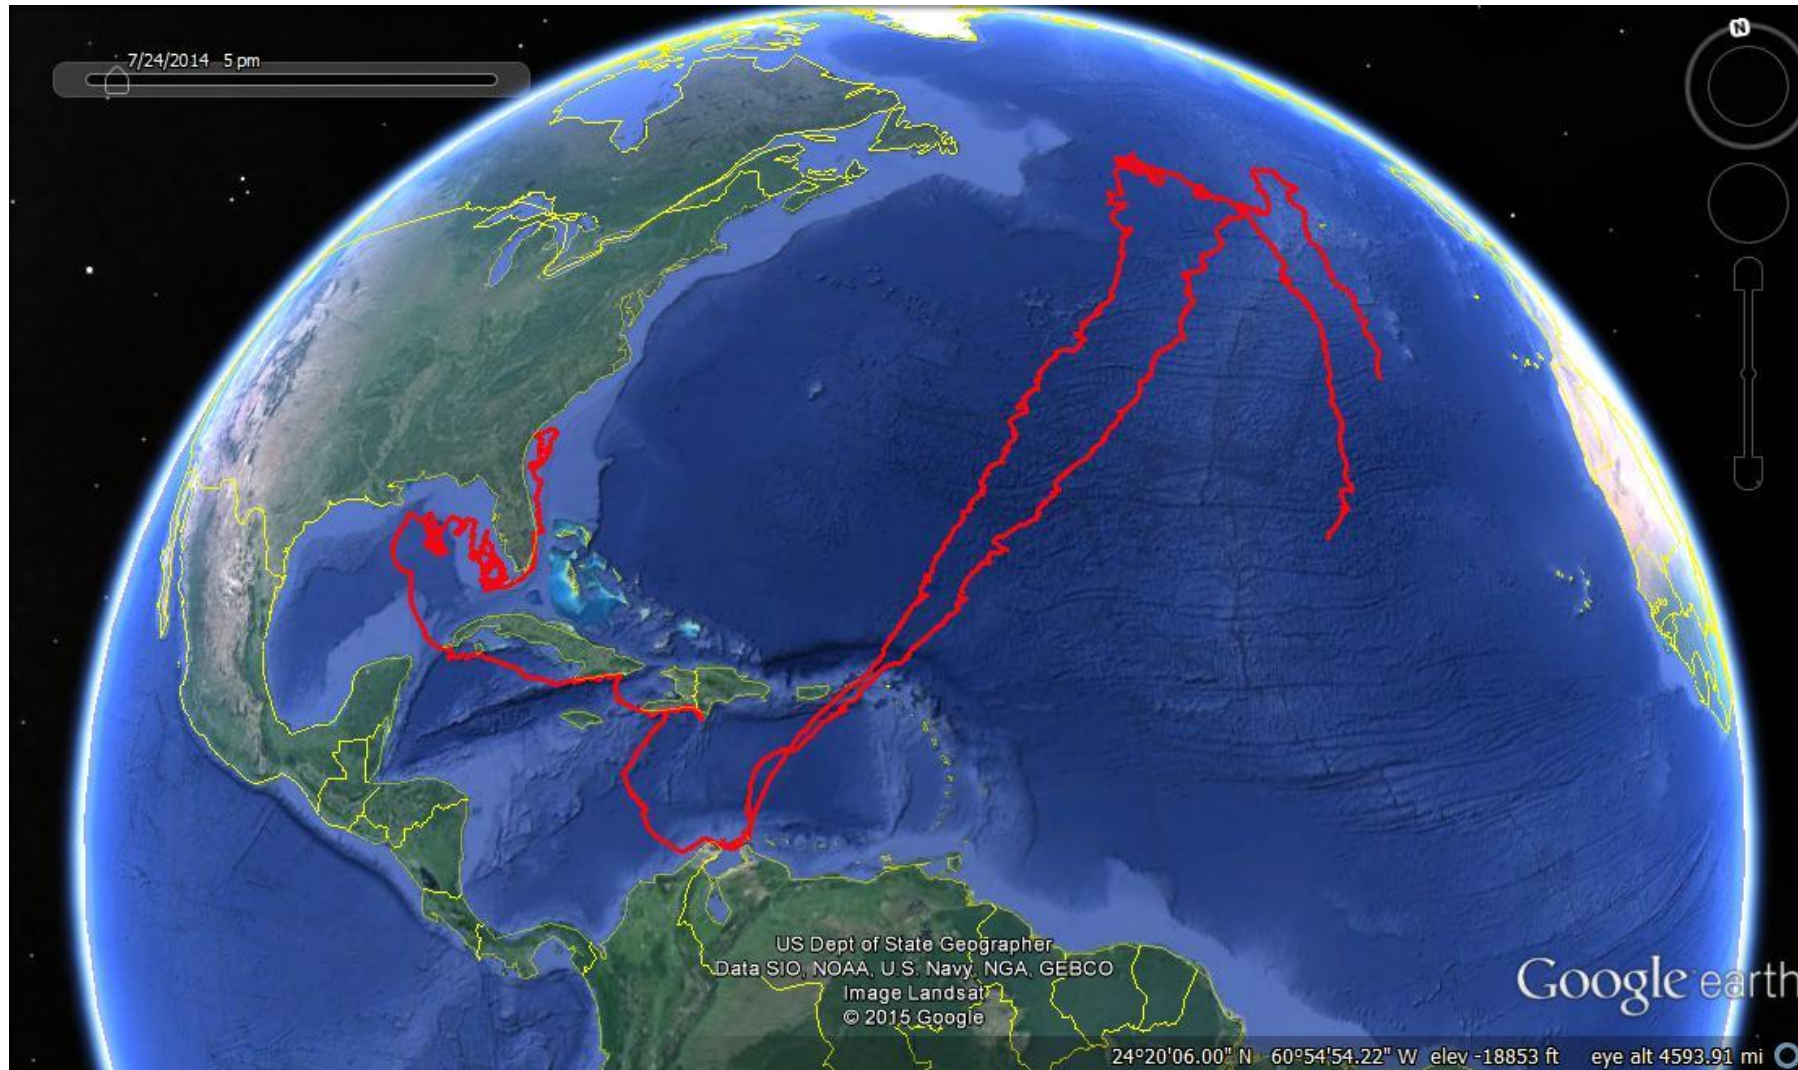 N
7/24/2014 5 pm
US Dept of State Geographer
Data SIO, NOAA, U.S. Navy, NGA, GEBCO
Image Landsat
© 2015 Google
Google earth
24°20'06.00" N 60°54'54.22" W elev -18853 ft eye alt 4593.91 mi